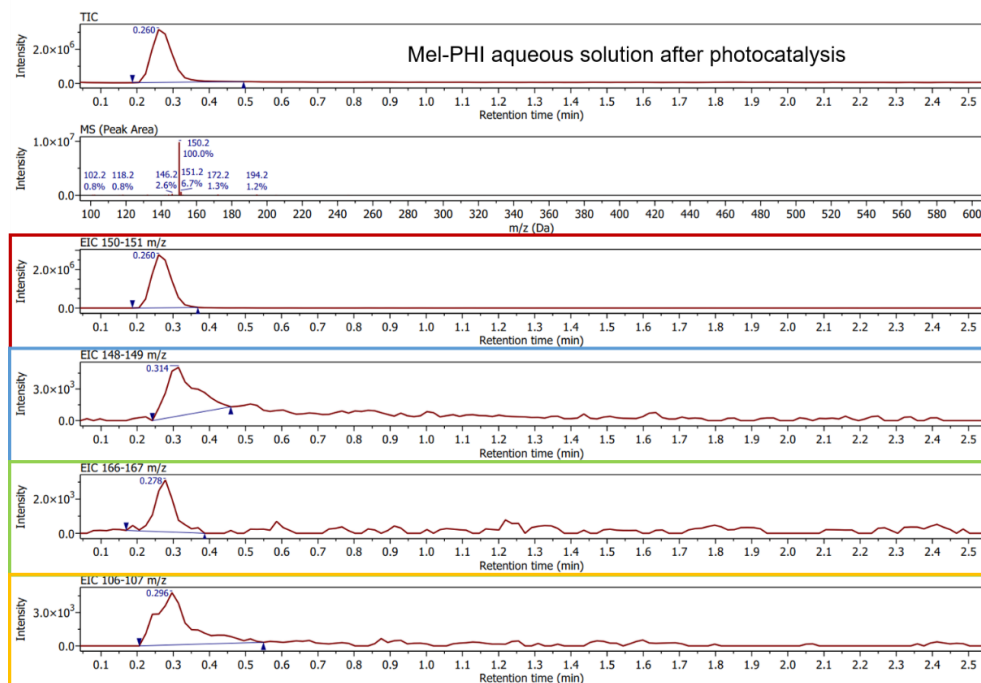 TIC
0.260
Mel-PHI aqueous solution after photocatalysis
Intensity
2.0×10⁶
0.0
0.1 0.2 0.3 0.4 0.5 0.6 0.7 0.8 0.9 1.0 1.1 1.2 1.3 1.4 1.5 1.6 1.7 1.8 1.9 2.0 2.1 2.2 2.3 2.4 2.5
Retention time (min)
MS (Peak Area)
Intensity
1.0×10⁷
0.0
150.2
100.0%
102.2 118.2 146.2 151.2 172.2 194.2
0.8% 0.8% 2.6% 6.7% 1.3% 1.2%
100 120 140 160 180 200 220 240 260 280 300 320 340 360 380 400 420 440 460 480 500 520 540 560 580 600
m/z (Da)
EIC 150-151 m/z
0.260
Intensity
2.0×10⁶
0.0
0.1 0.2 0.3 0.4 0.5 0.6 0.7 0.8 0.9 1.0 1.1 1.2 1.3 1.4 1.5 1.6 1.7 1.8 1.9 2.0 2.1 2.2 2.3 2.4 2.5
Retention time (min)
EIC 148-149 m/z
0.314
Intensity
3.0×10³
0.0
0.1 0.2 0.3 0.4 0.5 0.6 0.7 0.8 0.9 1.0 1.1 1.2 1.3 1.4 1.5 1.6 1.7 1.8 1.9 2.0 2.1 2.2 2.3 2.4 2.5
Retention time (min)
EIC 166-167 m/z
0.278
Intensity
2.0×10³
0.0
0.1 0.2 0.3 0.4 0.5 0.6 0.7 0.8 0.9 1.0 1.1 1.2 1.3 1.4 1.5 1.6 1.7 1.8 1.9 2.0 2.1 2.2 2.3 2.4 2.5
Retention time (min)
EIC 106-107 m/z
0.296
Intensity
3.0×10³
0.0
0.1 0.2 0.3 0.4 0.5 0.6 0.7 0.8 0.9 1.0 1.1 1.2 1.3 1.4 1.5 1.6 1.7 1.8 1.9 2.0 2.1 2.2 2.3 2.4 2.5
Retention time (min)